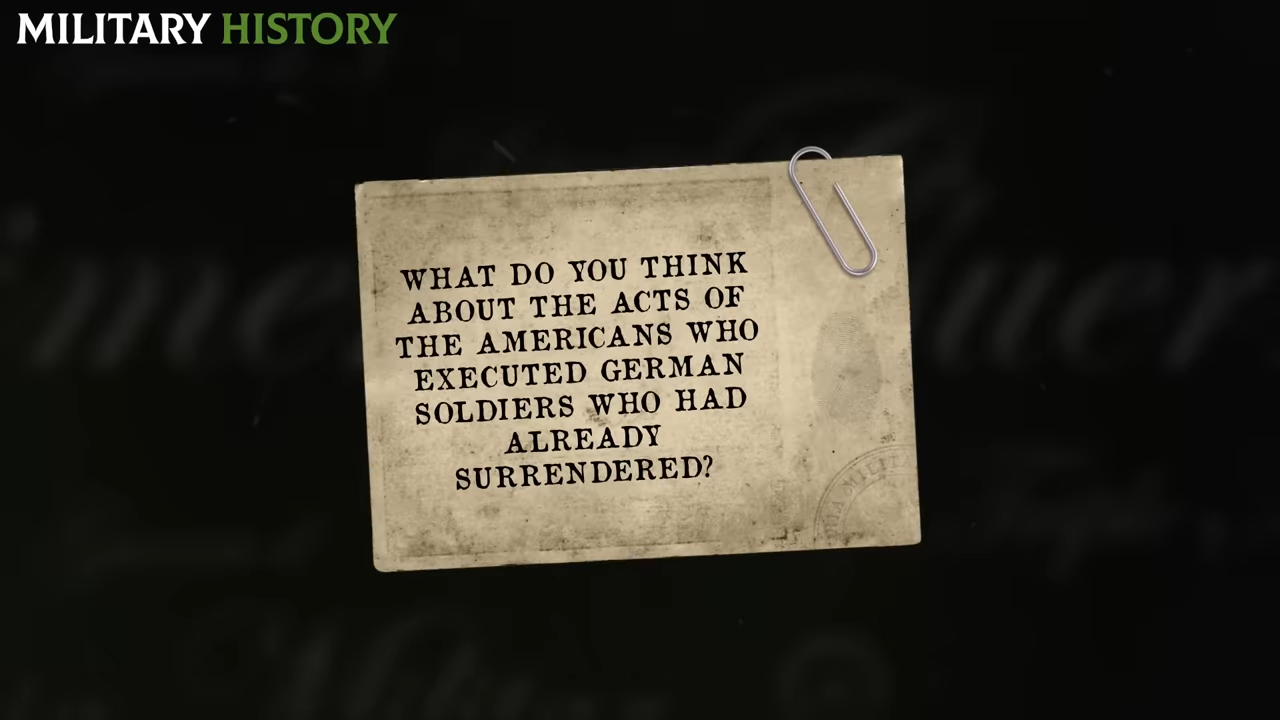 MILITARY HISTORY
WHAT DO YOU THINK
ABOUT THE ACTS OF
THE AMERICANS WHO
EXECUTED GERMAN
SOLDIERS WHO HAD
ALREADY
SURRENDERED?